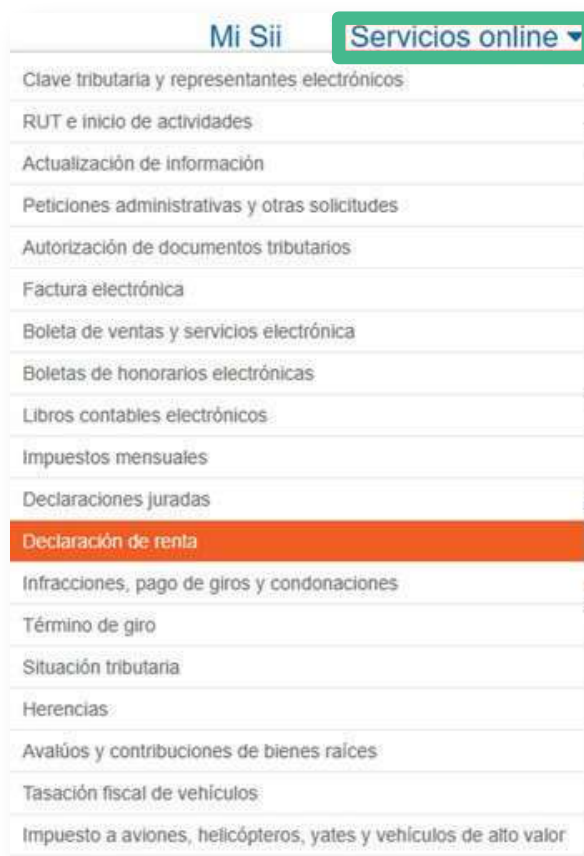 Mi Sii Servicios online
Clave tributaria y representantes electrónicos
RUT e inicio de actividades
Actualización de información
Peticiones administrativas y otras solicitudes
Autorización de documentos tributarios
Factura electrónica
Boleta de ventas y servicios electrónica
Boletas de honorarios electrónicas
Libros contables electrónicos
Impuestos mensuales
Declaraciones juradas
Declaración de renta
Infracciones, pago de giros y condonaciones
Término de giro
Situación tributaria
Herencias
Avalúos y contribuciones de bienes raíces
Tasación fiscal de vehículos
Impuesto a aviones, helicópteros, yates y vehículos de alto valor